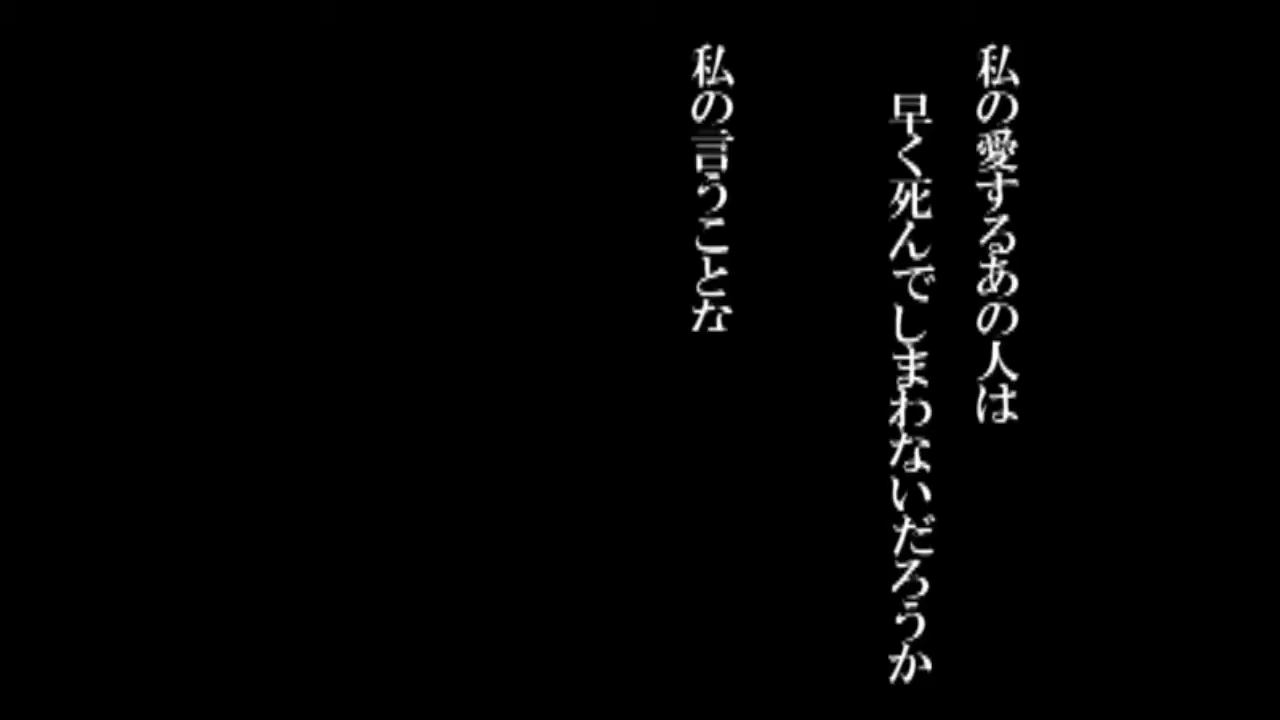 私の愛するあの人は
早く死んでしまわないだろうか
私の言うことな